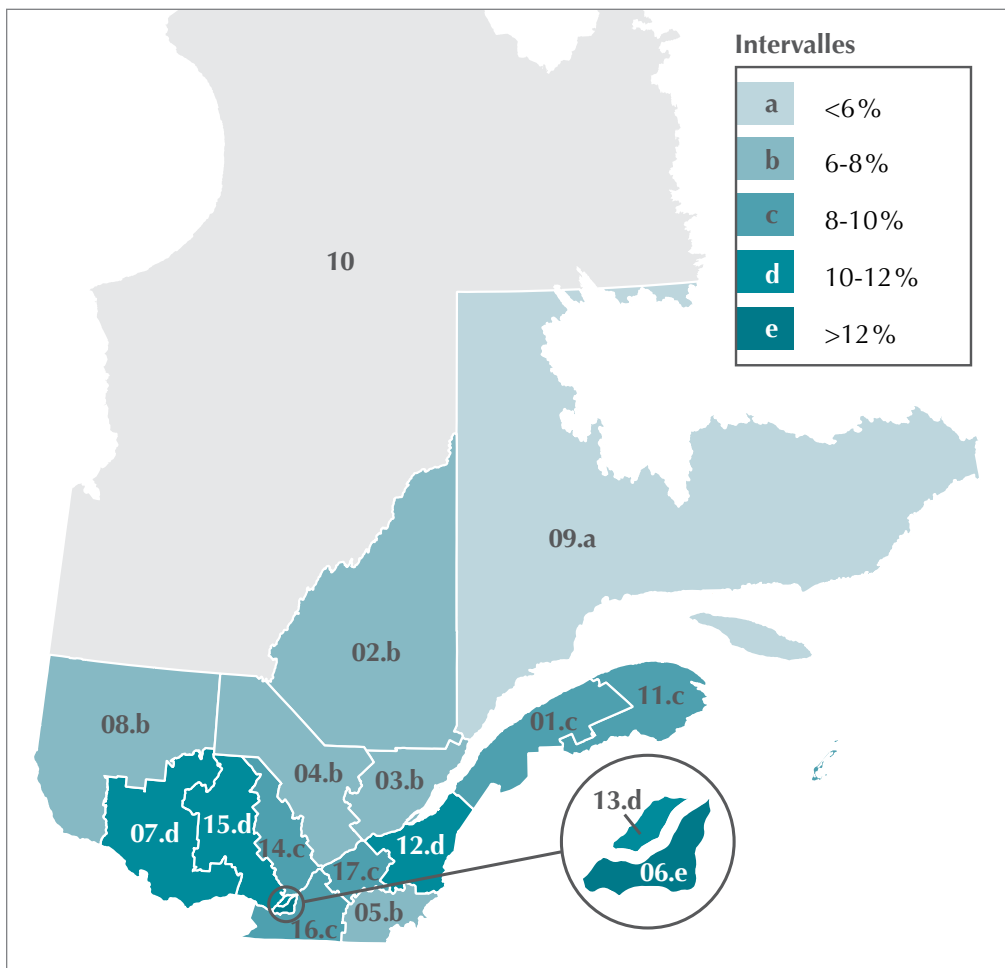 Intervalles
a <6 %
b 6-8 %
c 8-10 %
d 10-12 %
e >12 %
10
09.a
02.b
08.b
11.c
01.c
04.b
03.b
13.d
07.d
15.d
14.c
12.d
17.c
06.e
05.b
16.c